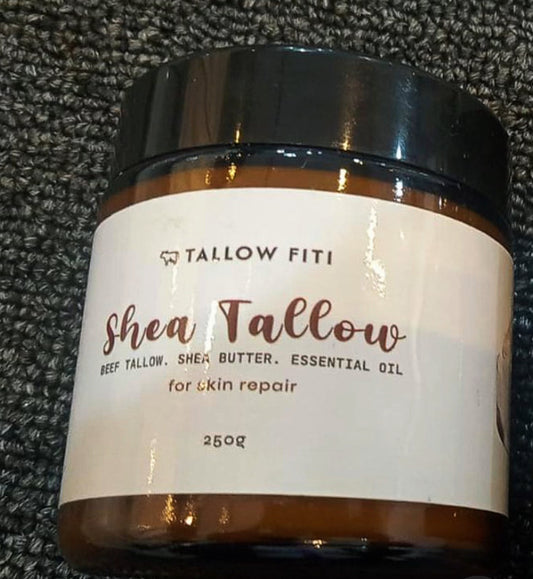 TALLOW FITI
Shea Tallow
BEEF TALLOW. SHEA BUTTER. ESSENTIAL OIL
for skin repair
250g